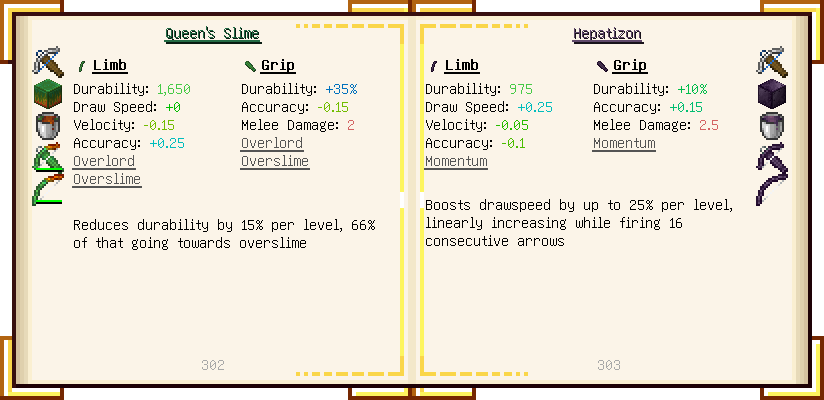 Queen's Slime
Limb
Durability: 1,650
Draw Speed: +0
Velocity: -0.15
Accuracy: +0.25
Overlord
Overslime
Grip
Durability: +35%
Accuracy: -0.15
Melee Damage: 2
Overlord
Overslime
Reduces durability by 15% per level, 66%
of that going towards overslime
302
Hepatizon
Limb
Durability: 975
Draw Speed: +0.25
Velocity: -0.05
Accuracy: -0.1
Momentum
Grip
Durability: +10%
Accuracy: +0.15
Melee Damage: 2.5
Momentum
Boosts drawspeed by up to 25% per level,
linearly increasing while firing 16
consecutive arrows
303